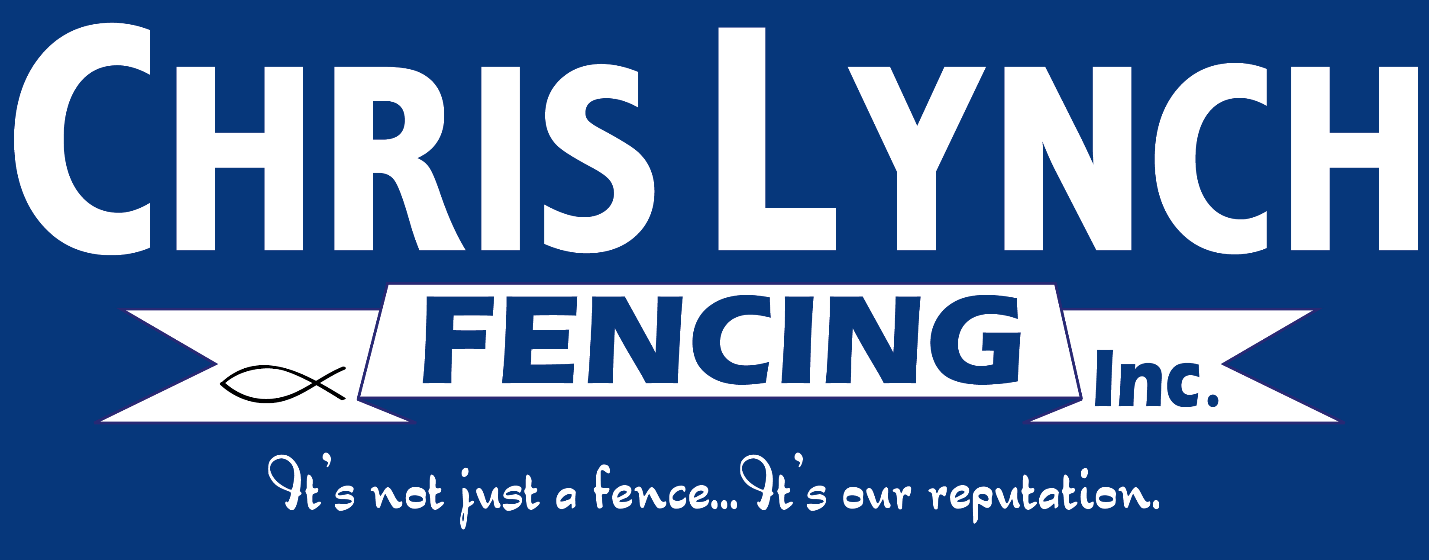 CHRIS LYNCH
FENCING
Inc.
It's not just a fence...It's our reputation.